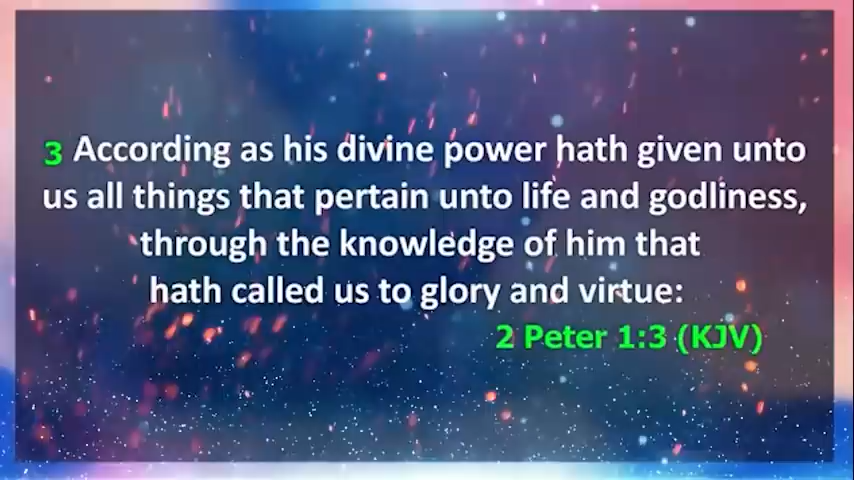 3 According as his divine power hath given unto
us all things that pertain unto life and godliness,
through the knowledge of him that
hath called us to glory and virtue:
2 Peter 1:3 (KJV)